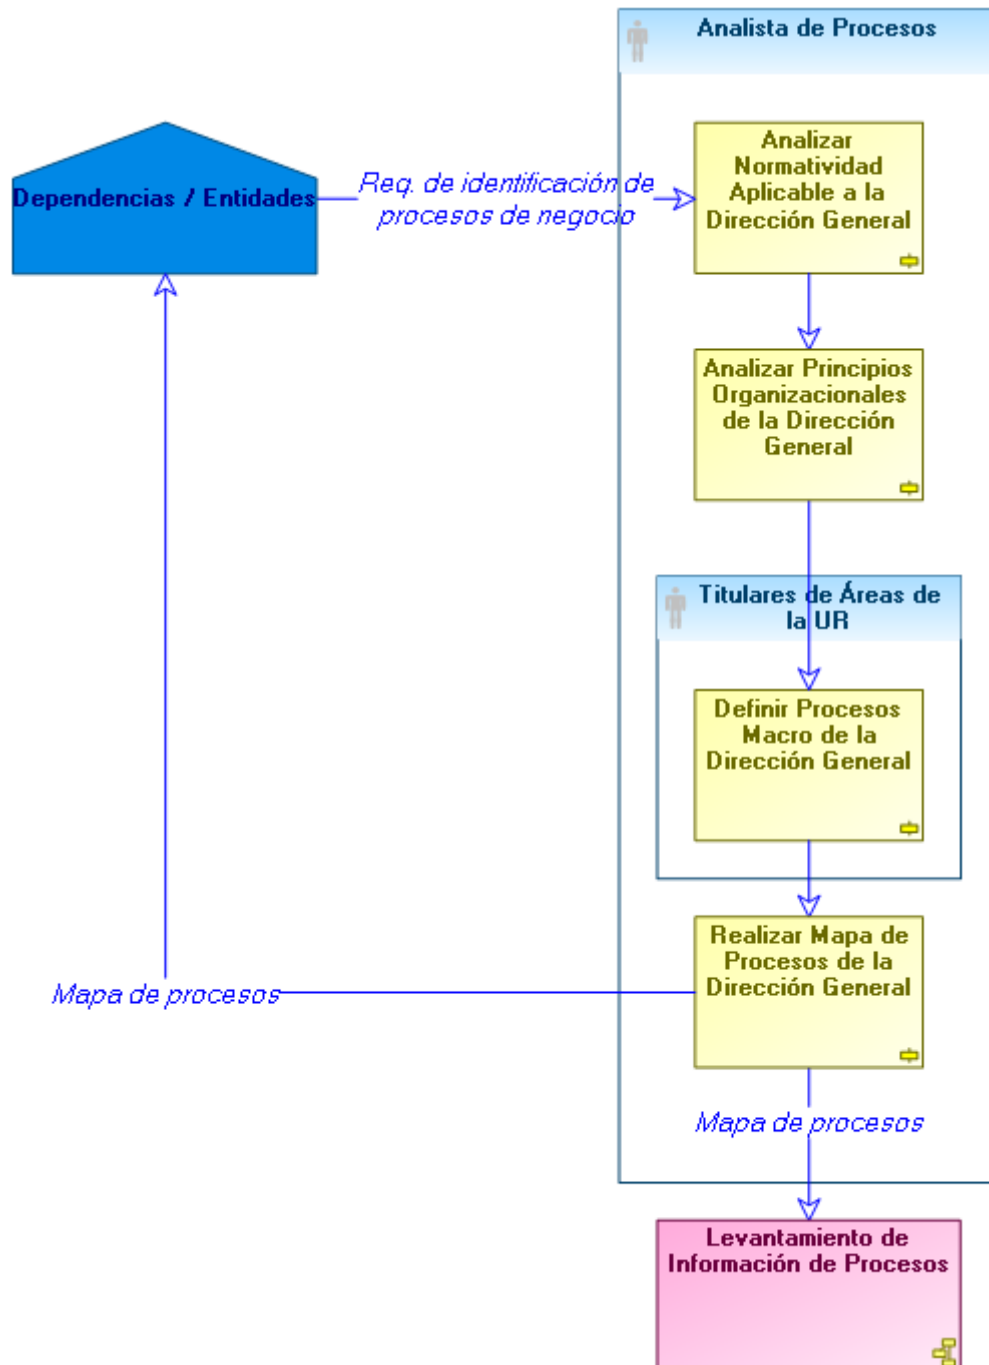 Analista de Procesos
Analizar
Normatividad
Aplicable a la
Dirección General
Dependencias / Entidades
Req. de identificación de
procesos de negocio
Analizar Principios
Organizacionales
de la Dirección
General
Titulares de Áreas de
la UR
Definir Procesos
Macro de la
Dirección General
Realizar Mapa de
Procesos de la
Dirección General
Mapa de procesos
Mapa de procesos
Levantamiento de
Información de Procesos